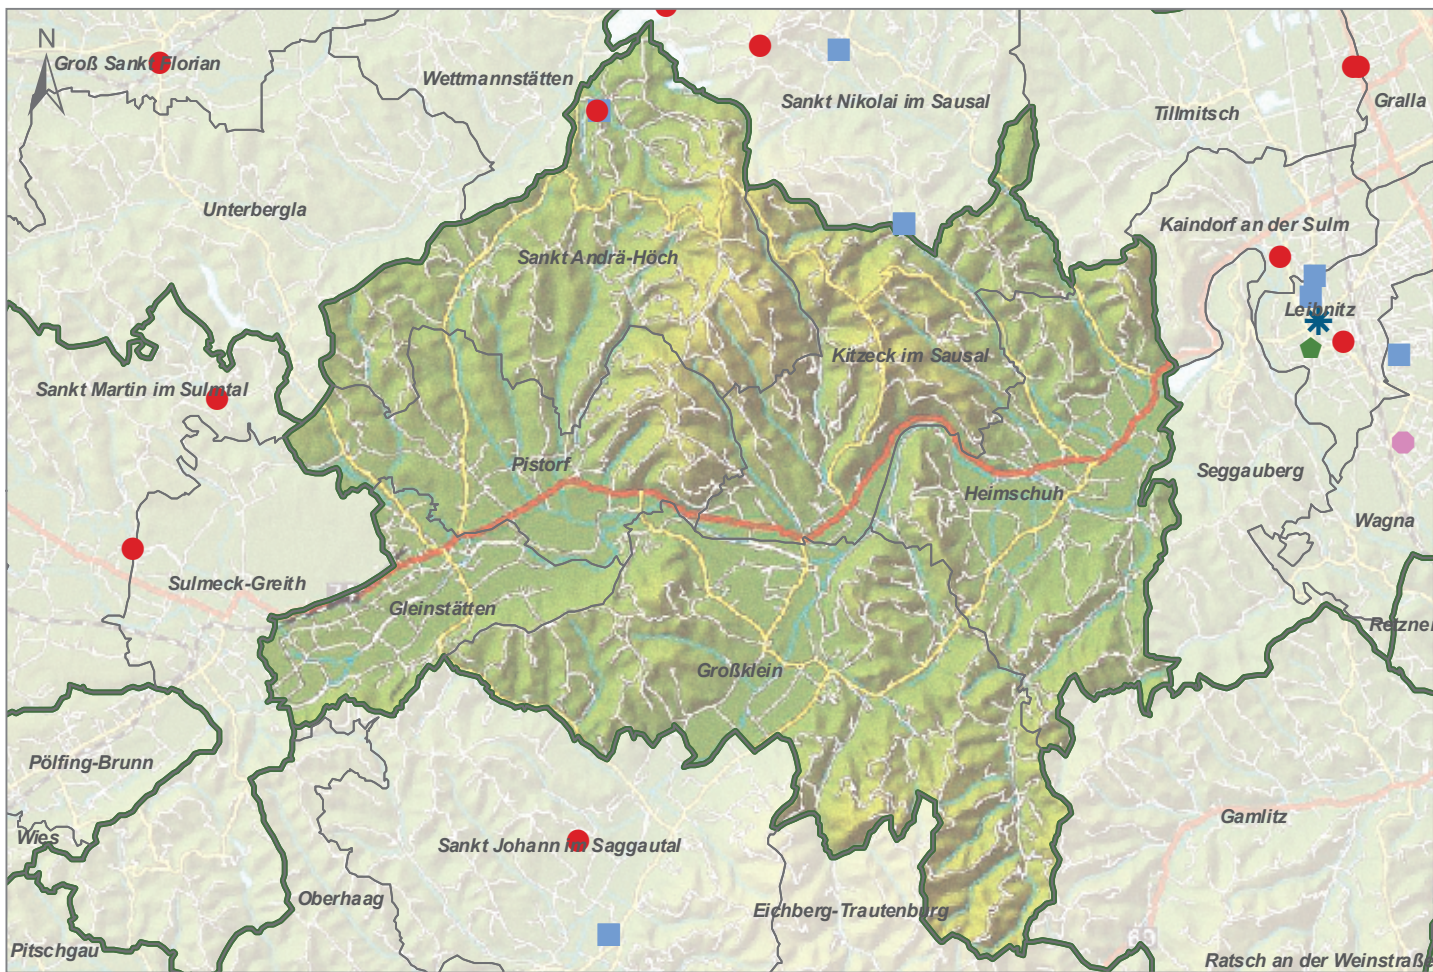 N
Groß Sankt Florian
Wettmannstätten
Sankt Nikolai im Sausal
Tillmitsch
Gralla
Unterbergla
Kaindorf an der Sulm
Sankt Andrä-Höch
Leibnitz
Kitzeck im Sausal
Sankt Martin im Sulmtal
Pistorf
Seggauberg
Heimschuh
Wagna
Sulmeck-Greith
Gleinstätten
Retznei
Großklein
Pölfing-Brunn
Gamlitz
Wies
Sankt Johann im Saggautal
Oberhaag
Eichberg-Trautenburg
Pitschgau
Ratsch an der Weinstraße